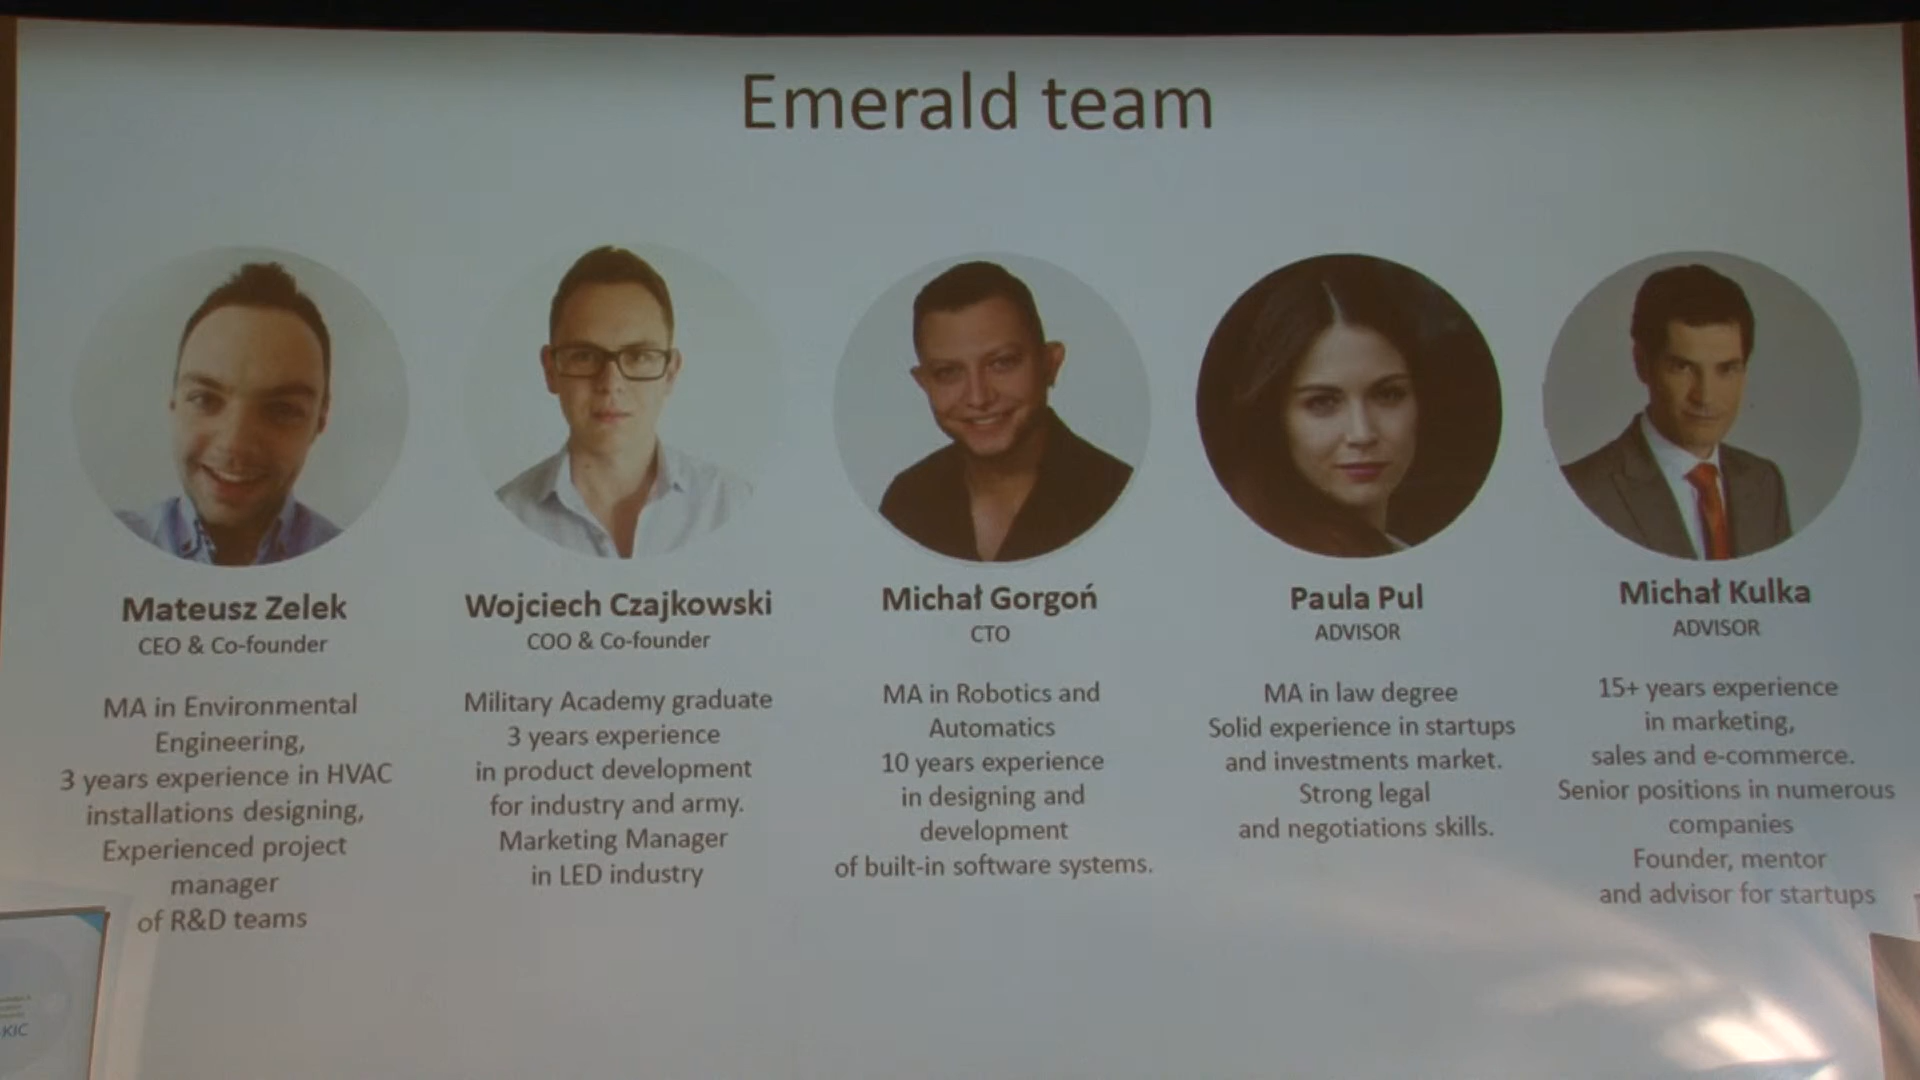 Emerald team
Mateusz Zelek
CEO & Co-founder
MA in Environmental
Engineering,
3 years experience in HVAC
installations designing,
Experienced project
manager
of R&D teams
Wojciech Czajkowski
COO & Co-founder
Military Academy graduate
3 years experience
in product development
for industry and army.
Marketing Manager
in LED industry
Michał Gorgoń
CTO
MA in Robotics and
Automatics
10 years experience
in designing and
development
of built-in software systems.
Paula Pul
ADVISOR
MA in law degree
Solid experience in startups
and investments market.
Strong legal
and negotiations skills.
Michał Kulka
ADVISOR
15+ years experience
in marketing,
sales and e-commerce.
Senior positions in numerous
companies
Founder, mentor
and advisor for startups
KIC